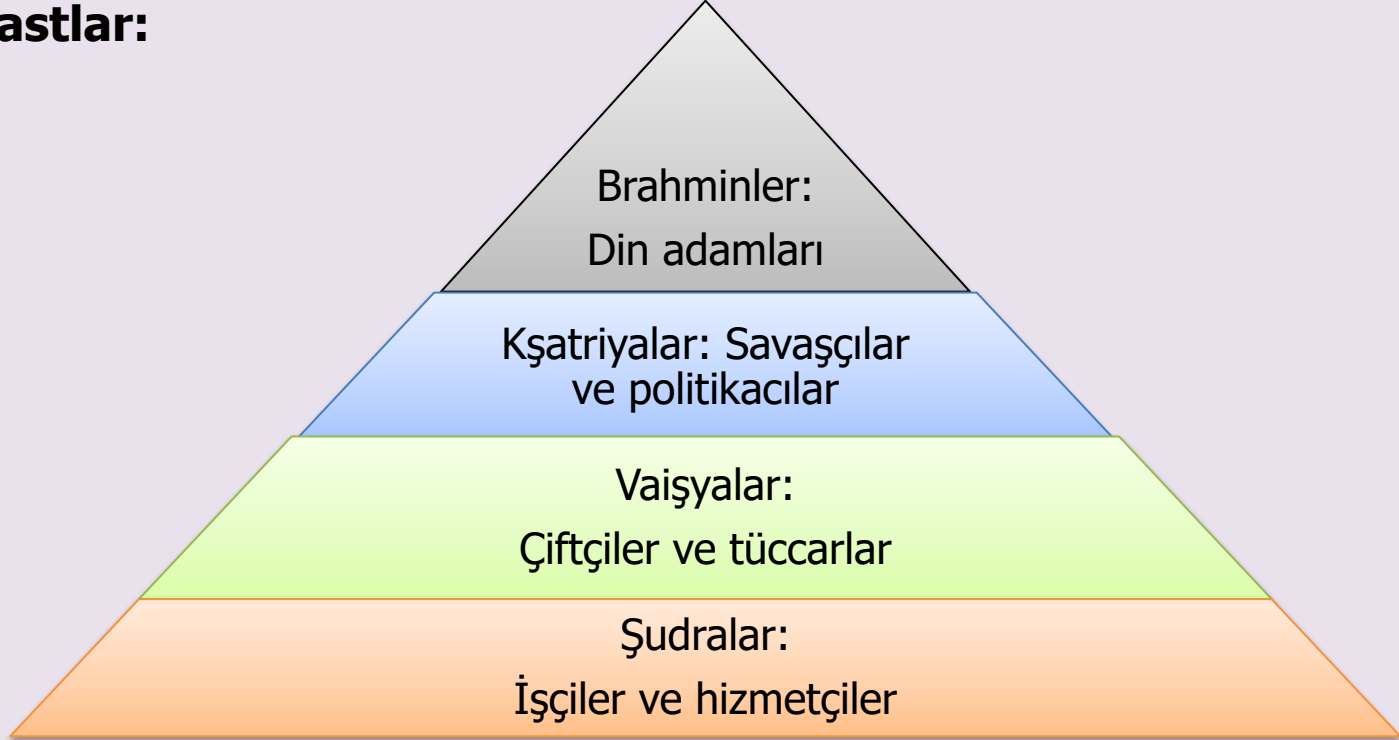 astlar:
Brahminler:
Din adamları
Kşatriyalar: Savaşçılar
ve politikacılar
Vaişyalar:
Çiftçiler ve tüccarlar
Şudralar:
İşçiler ve hizmetçiler